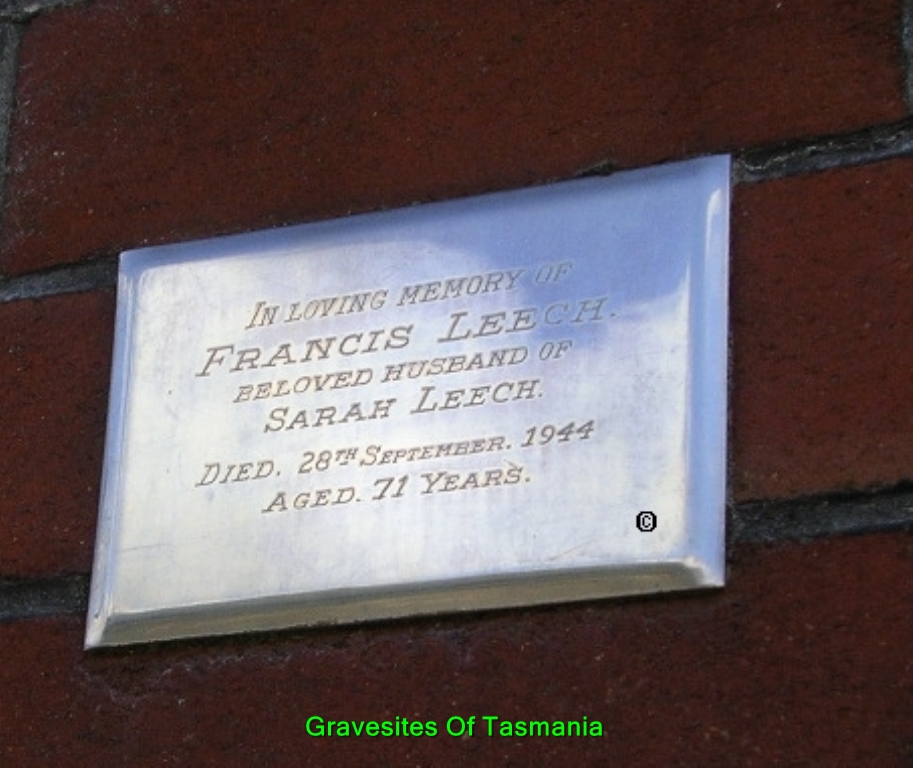 In loving memory of
Francis Leech.
beloved husband of
Sarah Leech.
Died. 28th September. 1944
Aged. 71 Years.
©
Gravesites Of Tasmania